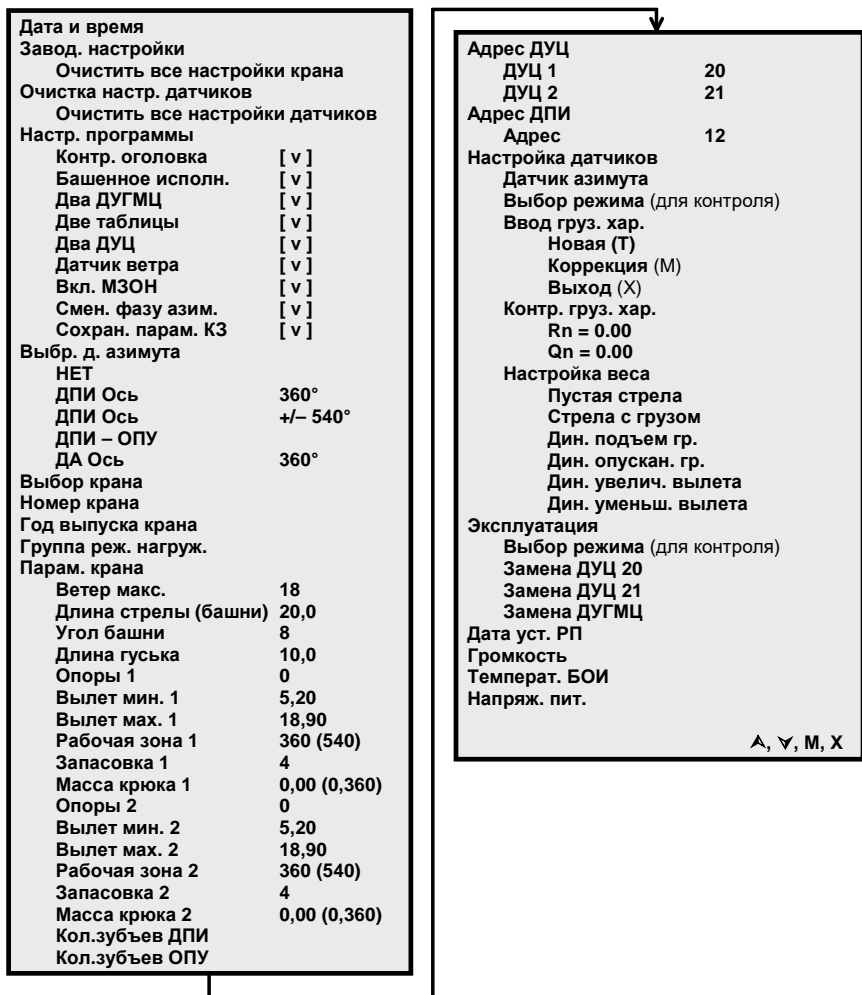 Дата и время
Завод. настройки
Очистить все настройки крана
Очистка настр. датчиков
Очистить все настройки датчиков
Настр. программы
Контр. оголовка [ v ]
Башенное исполн. [ v ]
Два ДУГМЦ [ v ]
Две таблицы [ v ]
Два ДУЦ [ v ]
Датчик ветра [ v ]
Вкл. МЗОН [ v ]
Смен. фазу азим. [ v ]
Сохран. парам. КЗ [ v ]
Выбр. д. азимута
НЕТ
ДПИ Ось 360°
ДПИ Ось +/– 540°
ДПИ – ОПУ
ДА Ось 360°
Выбор крана
Номер крана
Год выпуска крана
Группа реж. нагруж.
Парам. крана
Ветер макс. 18
Длина стрелы (башни) 20,0
Угол башни 8
Длина гуська 10,0
Опоры 1 0
Вылет мин. 1 5,20
Вылет мах. 1 18,90
Рабочая зона 1 360 (540)
Запасовка 1 4
Масса крюка 1 0,00 (0,360)
Опоры 2 0
Вылет мин. 2 5,20
Вылет мах. 2 18,90
Рабочая зона 2 360 (540)
Запасовка 2 4
Масса крюка 2 0,00 (0,360)
Кол.зубъев ДПИ
Кол.зубъев ОПУ
Адрес ДУЦ
ДУЦ 1 20
ДУЦ 2 21
Адрес ДПИ
Адрес 12
Настройка датчиков
Датчик азимута
Выбор режима (для контроля)
Ввод груз. хар.
Новая (Т)
Коррекция (М)
Выход (Х)
Контр. груз. хар.
Rn = 0.00
Qn = 0.00
Настройка веса
Пустая стрела
Стрела с грузом
Дин. подъем гр.
Дин. опускан. гр.
Дин. увелич. вылета
Дин. уменьш. вылета
Эксплуатация
Выбор режима (для контроля)
Замена ДУЦ 20
Замена ДУЦ 21
Замена ДУГМЦ
Дата уст. РП
Громкость
Температ. БОИ
Напряж. пит.
⮝, ⮟, М, Х